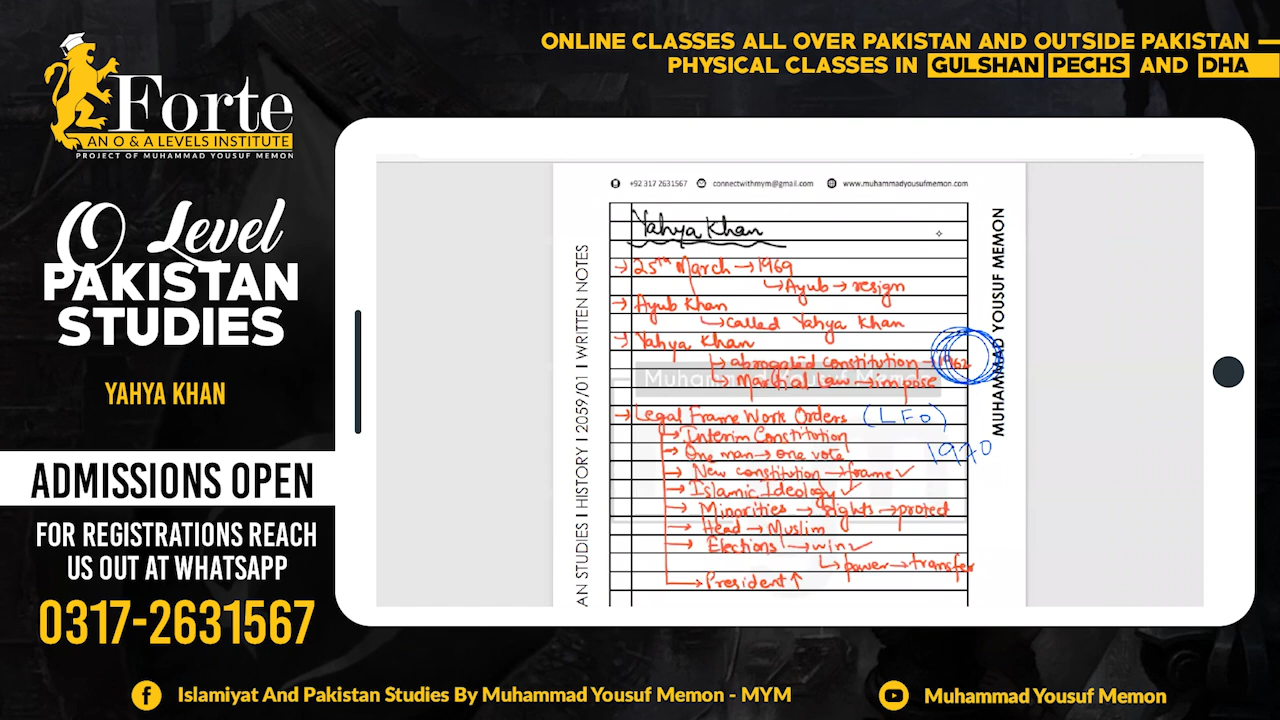 ONLINE CLASSES ALL OVER PAKISTAN AND OUTSIDE PAKISTAN
PHYSICAL CLASSES IN GULSHAN PECHS AND DHA
Forte
AN O & A LEVELS INSTITUTE
PROJECT OF MUHAMMAD YOUSUF MEMON
O Level
PAKISTAN
STUDIES
YAHYA KHAN
ADMISSIONS OPEN
FOR REGISTRATIONS REACH
US OUT AT WHATSAPP
0317-2631567
+92 317 2631567 connectwithmym@gmail.com www.muhammadyousufmemon.com
AN STUDIES I HISTORY I 2059/01 I WRITTEN NOTES
MUHAMMAD YOUSUF MEMON
Yahya Khan
→ 25th March → 1969
↳ Ayub → resign
→ Ayub Khan
↳ called Yahya Khan
→ Yahya Khan
↳ abrogated constitution → 1962
↳ Martial Law → impose
Muhammad Yousuf Memon
→ Legal Frame Work Orders (LFO)
→ Interim Constitution
→ One man → one vote 1970
→ New constitution → frame ✓
→ Islamic Ideology ✓
→ Minorities → rights → protect
→ Head → Muslim
→ Elections → win ✓
↳ power → transfer
→ President ↑
Islamiyat And Pakistan Studies By Muhammad Yousuf Memon - MYM
Muhammad Yousuf Memon